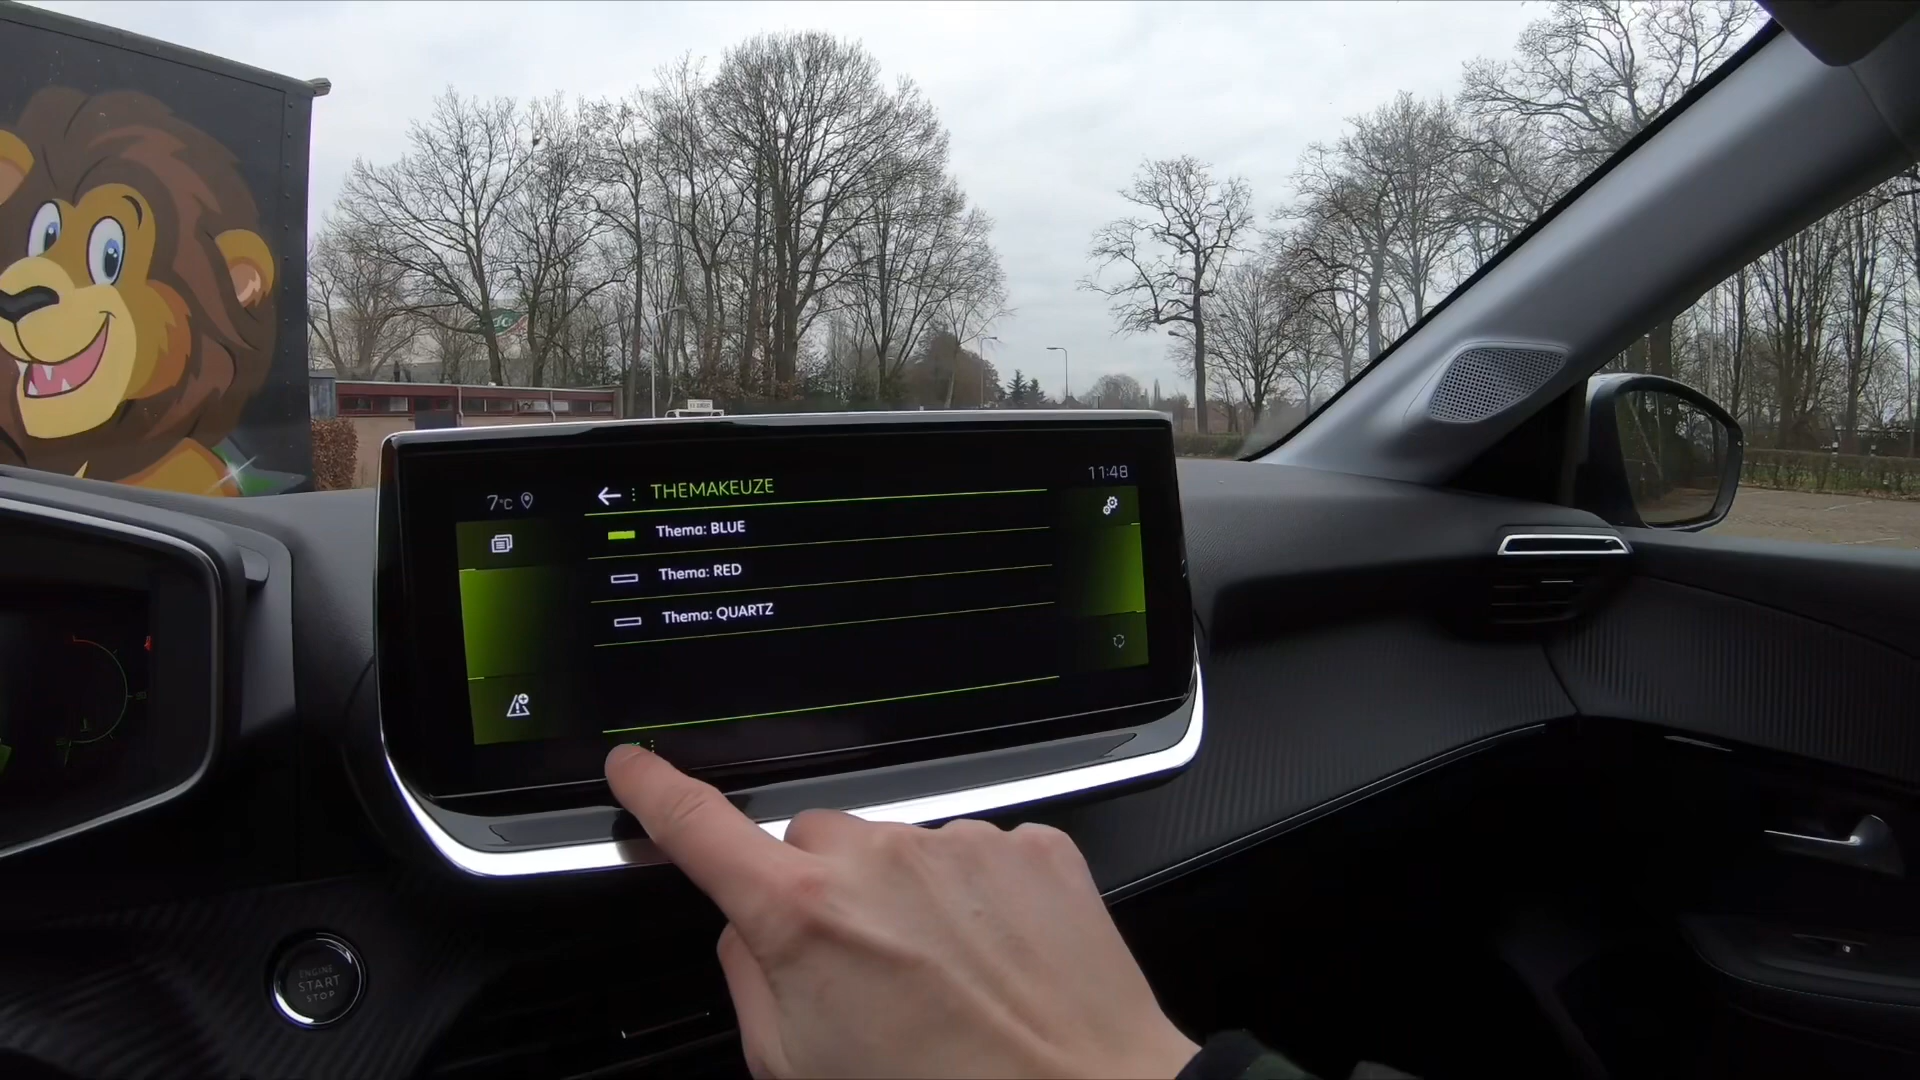 7°C
THEMAKEUZE
11:48
Thema: BLUE
Thema: RED
Thema: QUARTZ
ENGINE
START
STOP